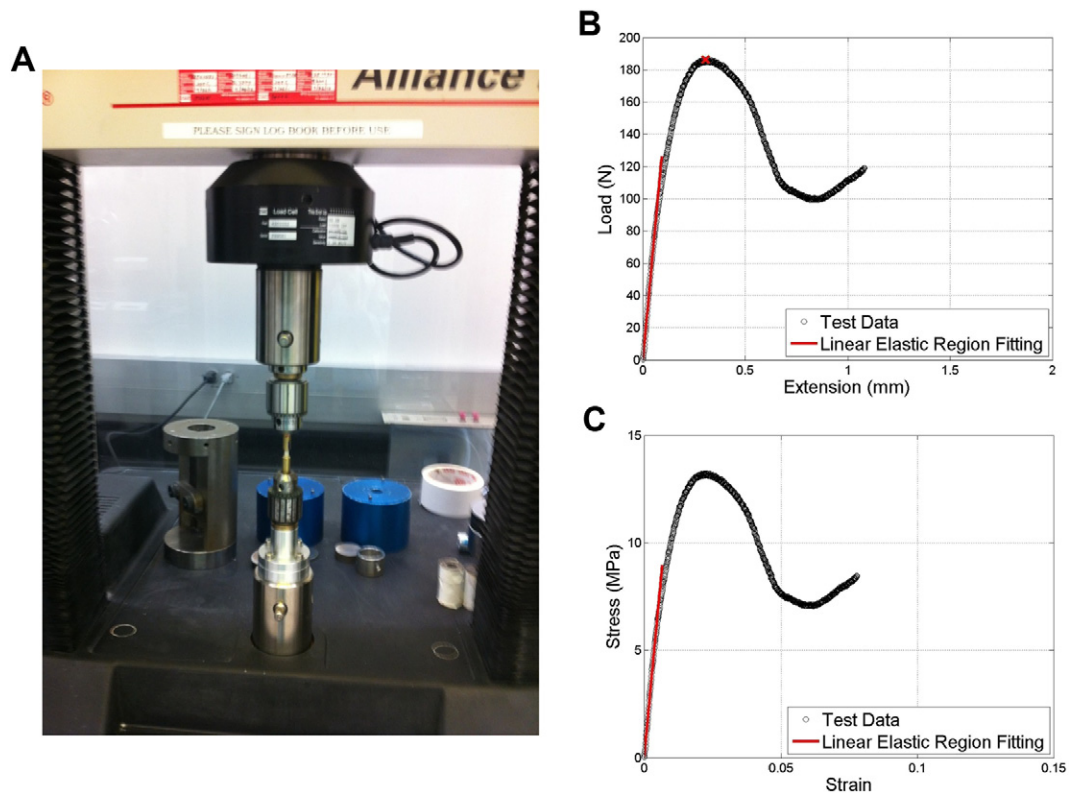 A
Alliance
PLEASE SIGN LOG BOOK BEFORE USE
Load Cell
B
200
180
160
140
120
100
80
60
40
20
0
Load (N)
Test Data
Linear Elastic Region Fitting
0
0.5
1
1.5
2
Extension (mm)
C
15
10
5
0
Stress (MPa)
Test Data
Linear Elastic Region Fitting
0
0.05
0.1
0.15
Strain